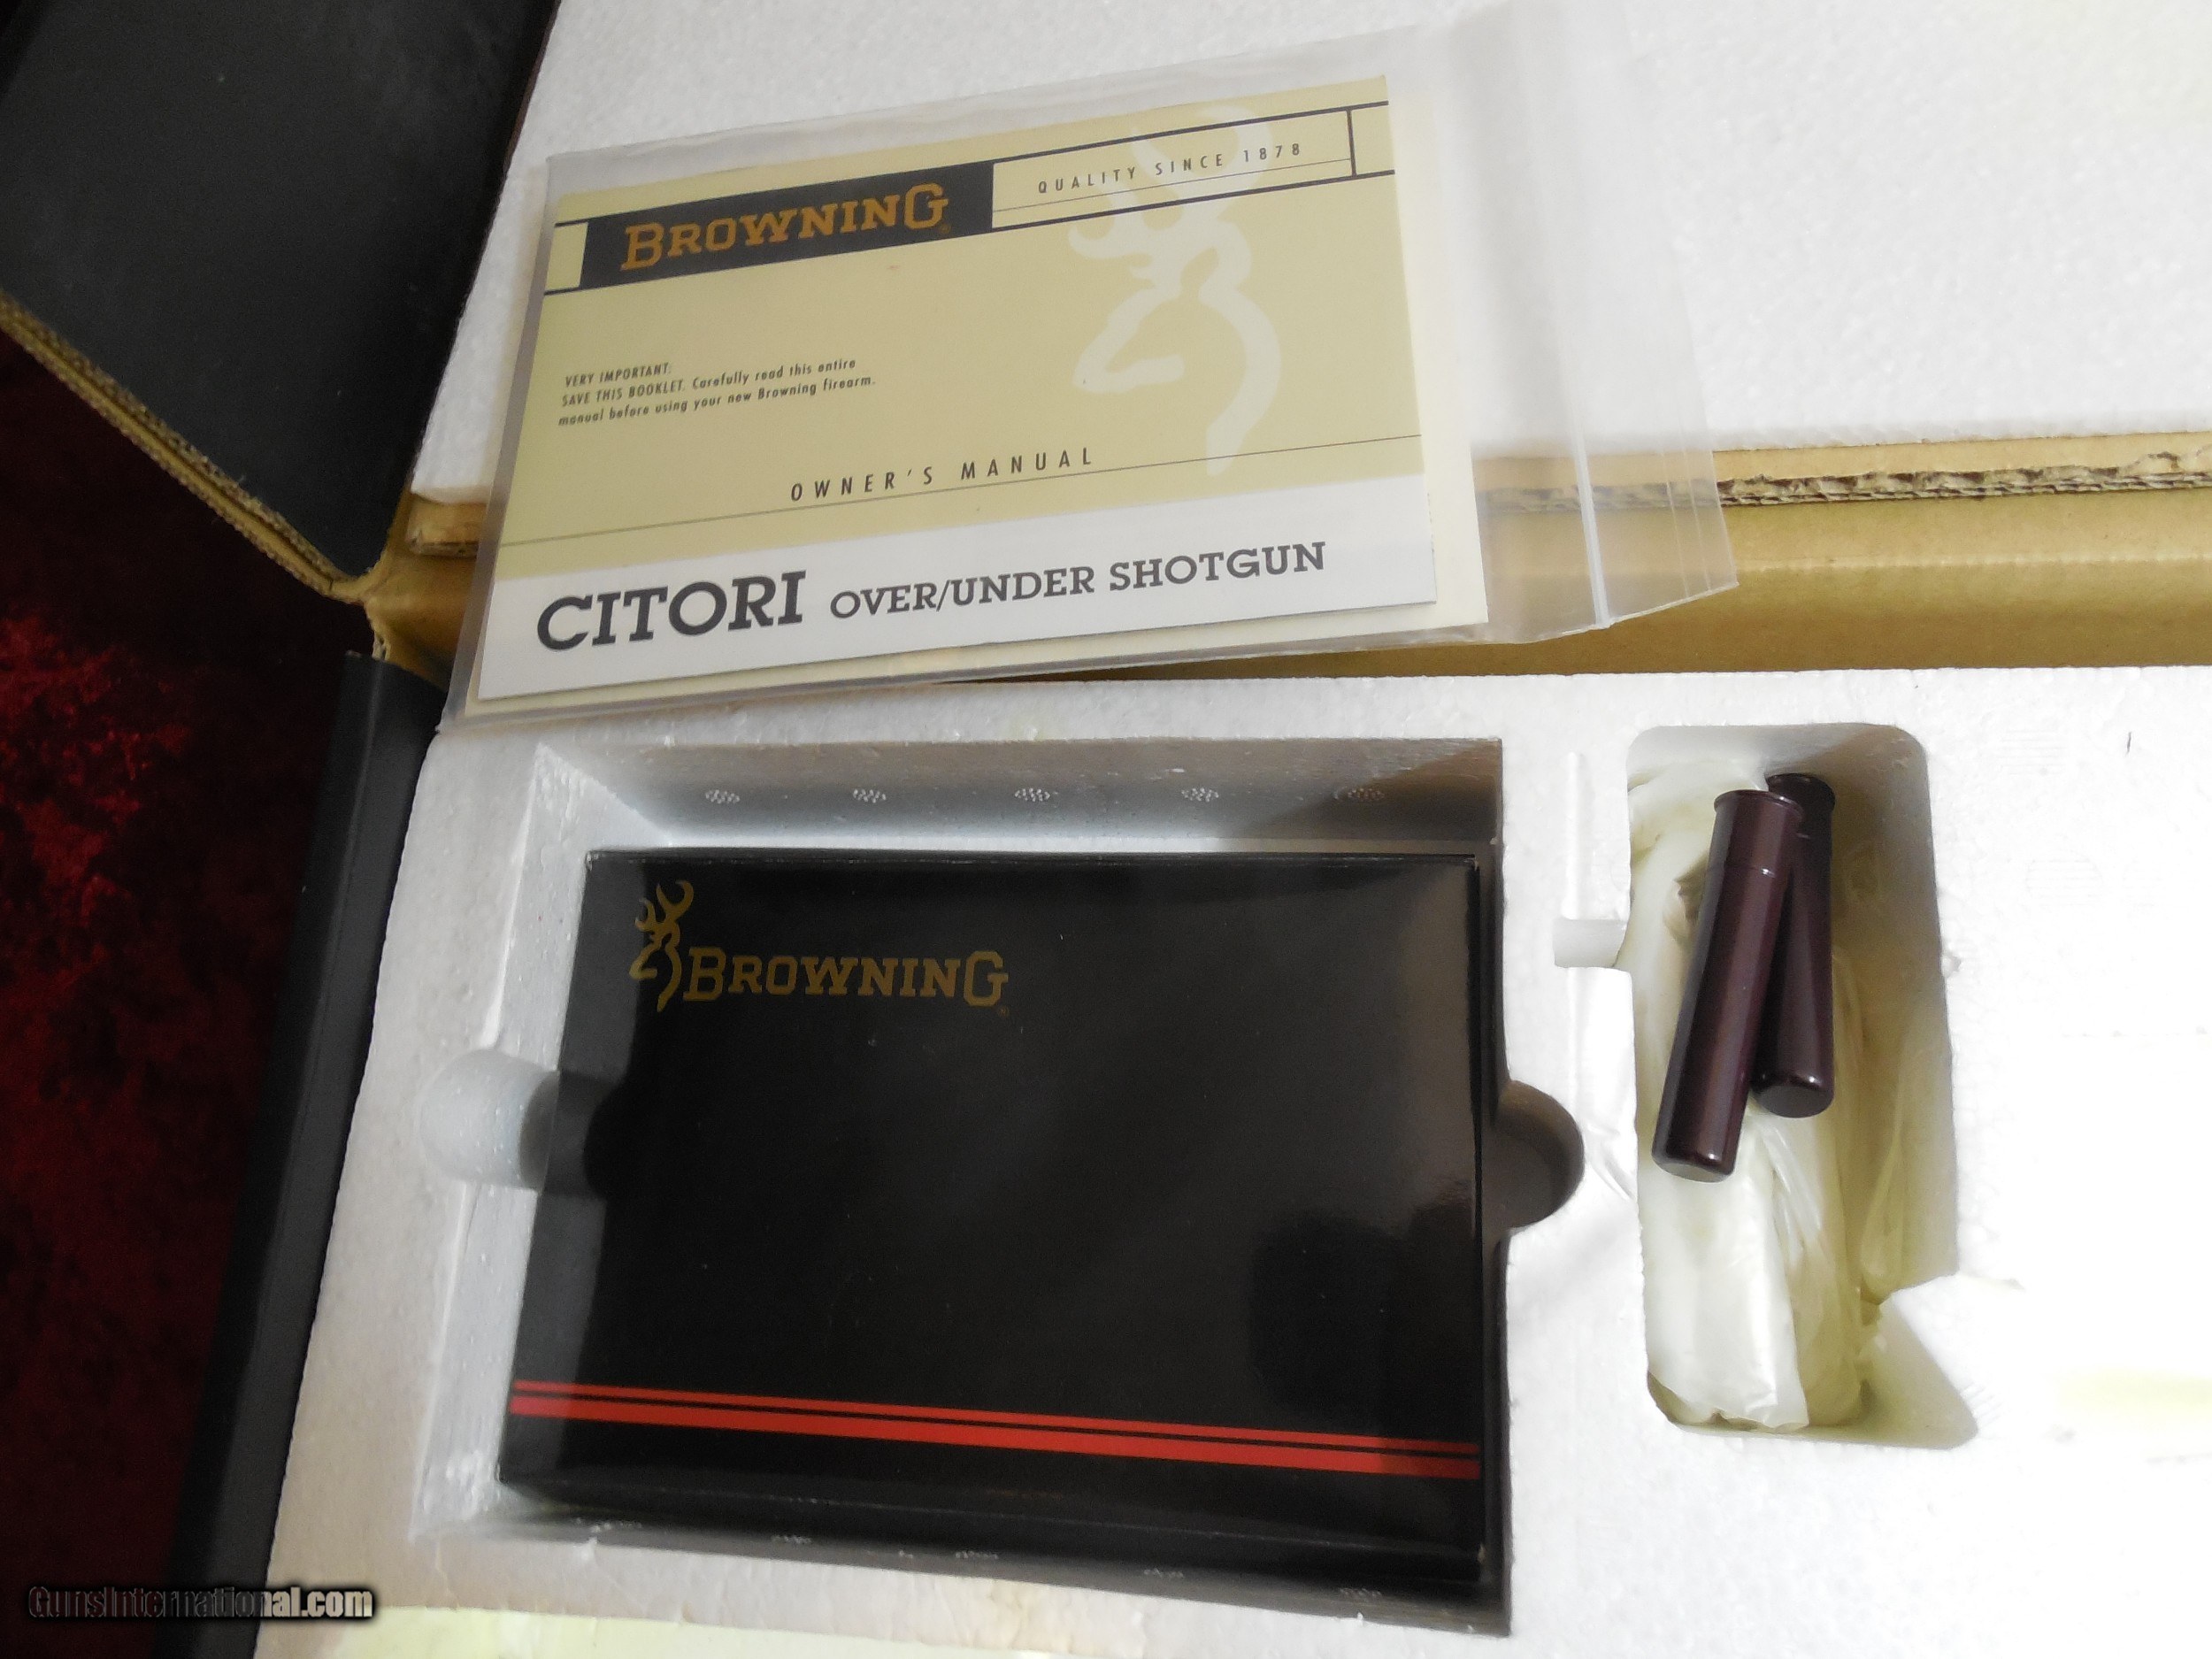 BROWNING
QUALITY SINCE 1878
VERY IMPORTANT:
SAVE THIS BOOKLET. Carefully read this entire
manual before using your new Browning firearm.
OWNER'S MANUAL
CITORI OVER/UNDER SHOTGUN
BROWNING
GunsInternational.com